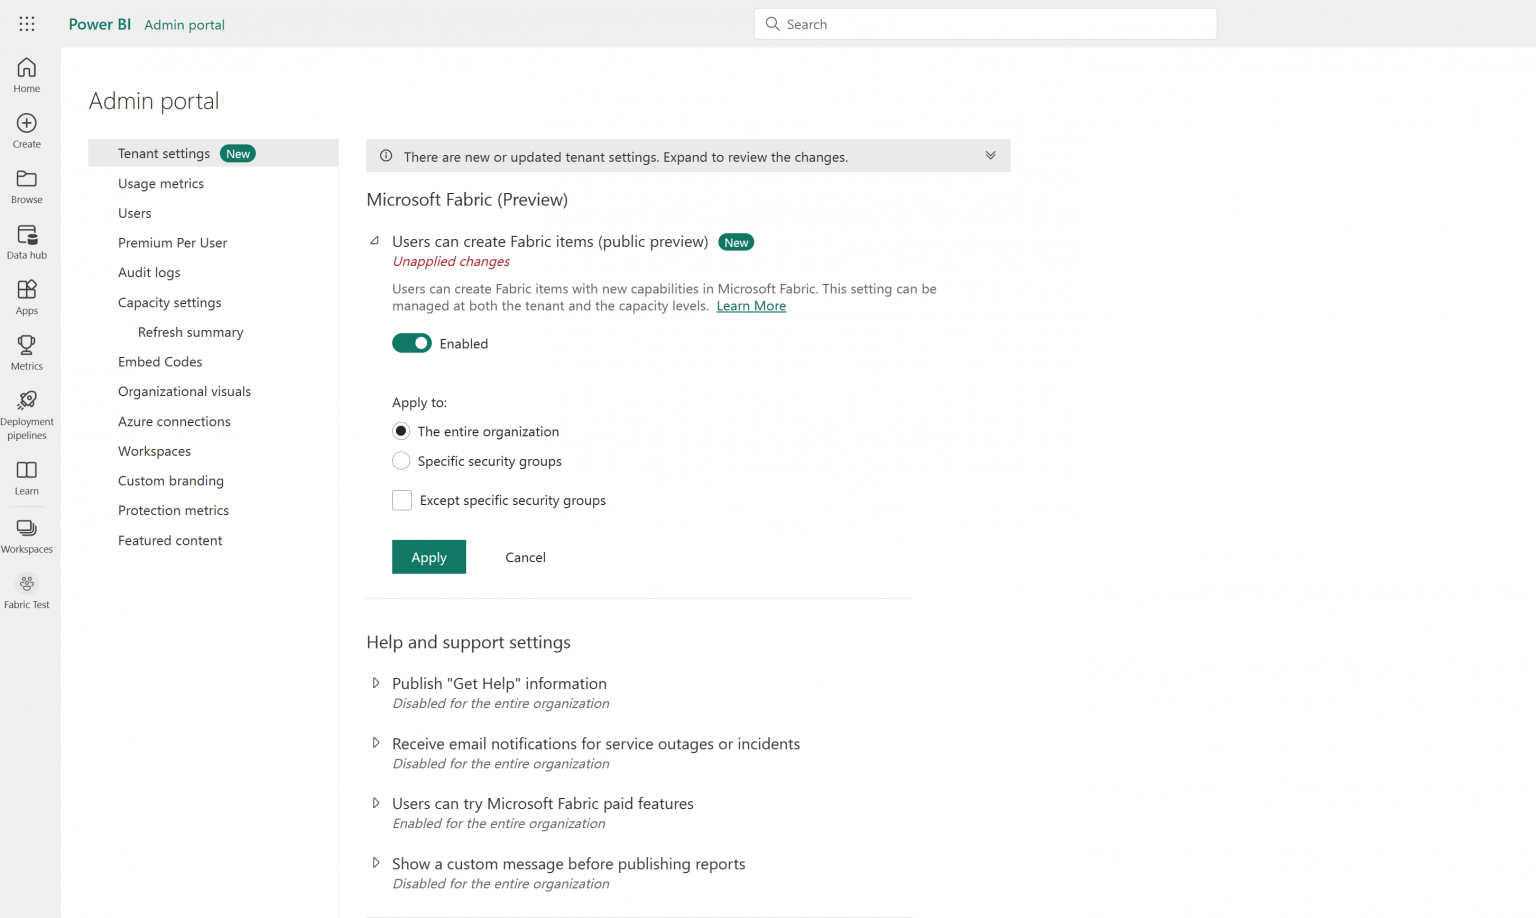 Power BI Admin portal
Search
Home
Create
Browse
Data hub
Apps
Metrics
Deployment
pipelines
Learn
Workspaces
Fabric Test
Admin portal
Tenant settings New
Usage metrics
Users
Premium Per User
Audit logs
Capacity settings
Refresh summary
Embed Codes
Organizational visuals
Azure connections
Workspaces
Custom branding
Protection metrics
Featured content
There are new or updated tenant settings. Expand to review the changes.
Microsoft Fabric (Preview)
Users can create Fabric items (public preview) New
Unapplied changes
Users can create Fabric items with new capabilities in Microsoft Fabric. This setting can be
managed at both the tenant and the capacity levels. Learn More
Enabled
Apply to:
The entire organization
Specific security groups
Except specific security groups
Apply Cancel
Help and support settings
Publish "Get Help" information
Disabled for the entire organization
Receive email notifications for service outages or incidents
Disabled for the entire organization
Users can try Microsoft Fabric paid features
Enabled for the entire organization
Show a custom message before publishing reports
Disabled for the entire organization